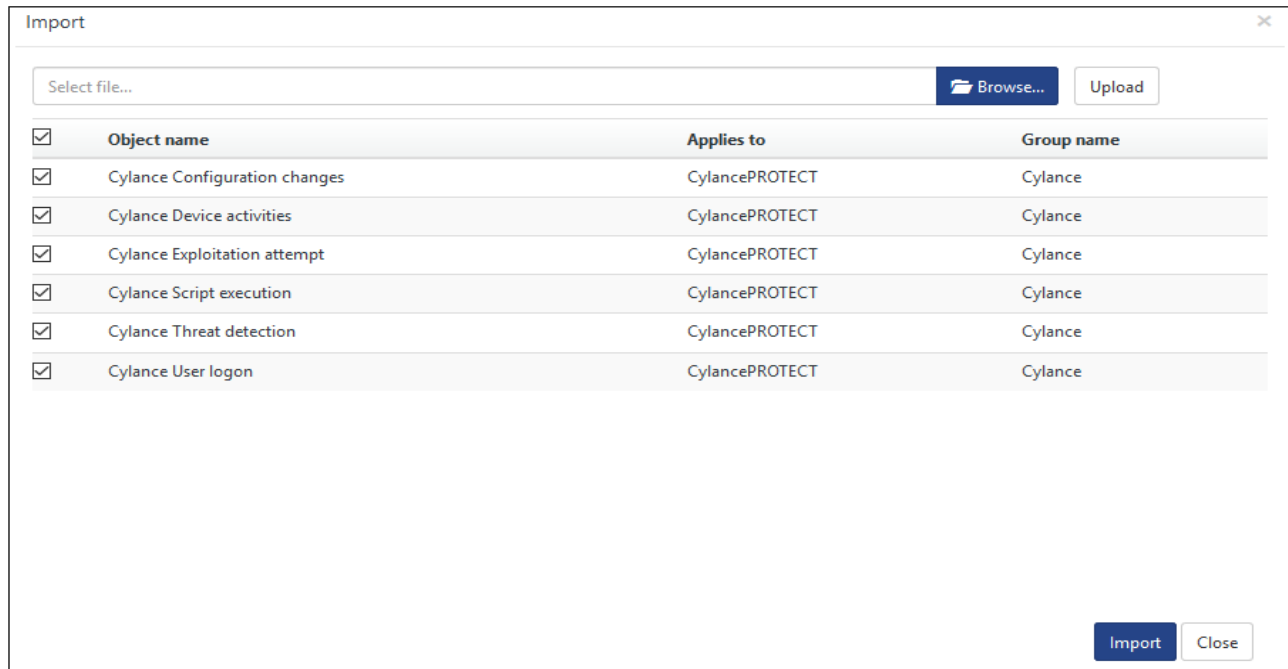 Import
Select file... Browse... Upload
Object name Applies to Group name
Cylance Configuration changes CylancePROTECT Cylance
Cylance Device activities CylancePROTECT Cylance
Cylance Exploitation attempt CylancePROTECT Cylance
Cylance Script execution CylancePROTECT Cylance
Cylance Threat detection CylancePROTECT Cylance
Cylance User logon CylancePROTECT Cylance
Import Close